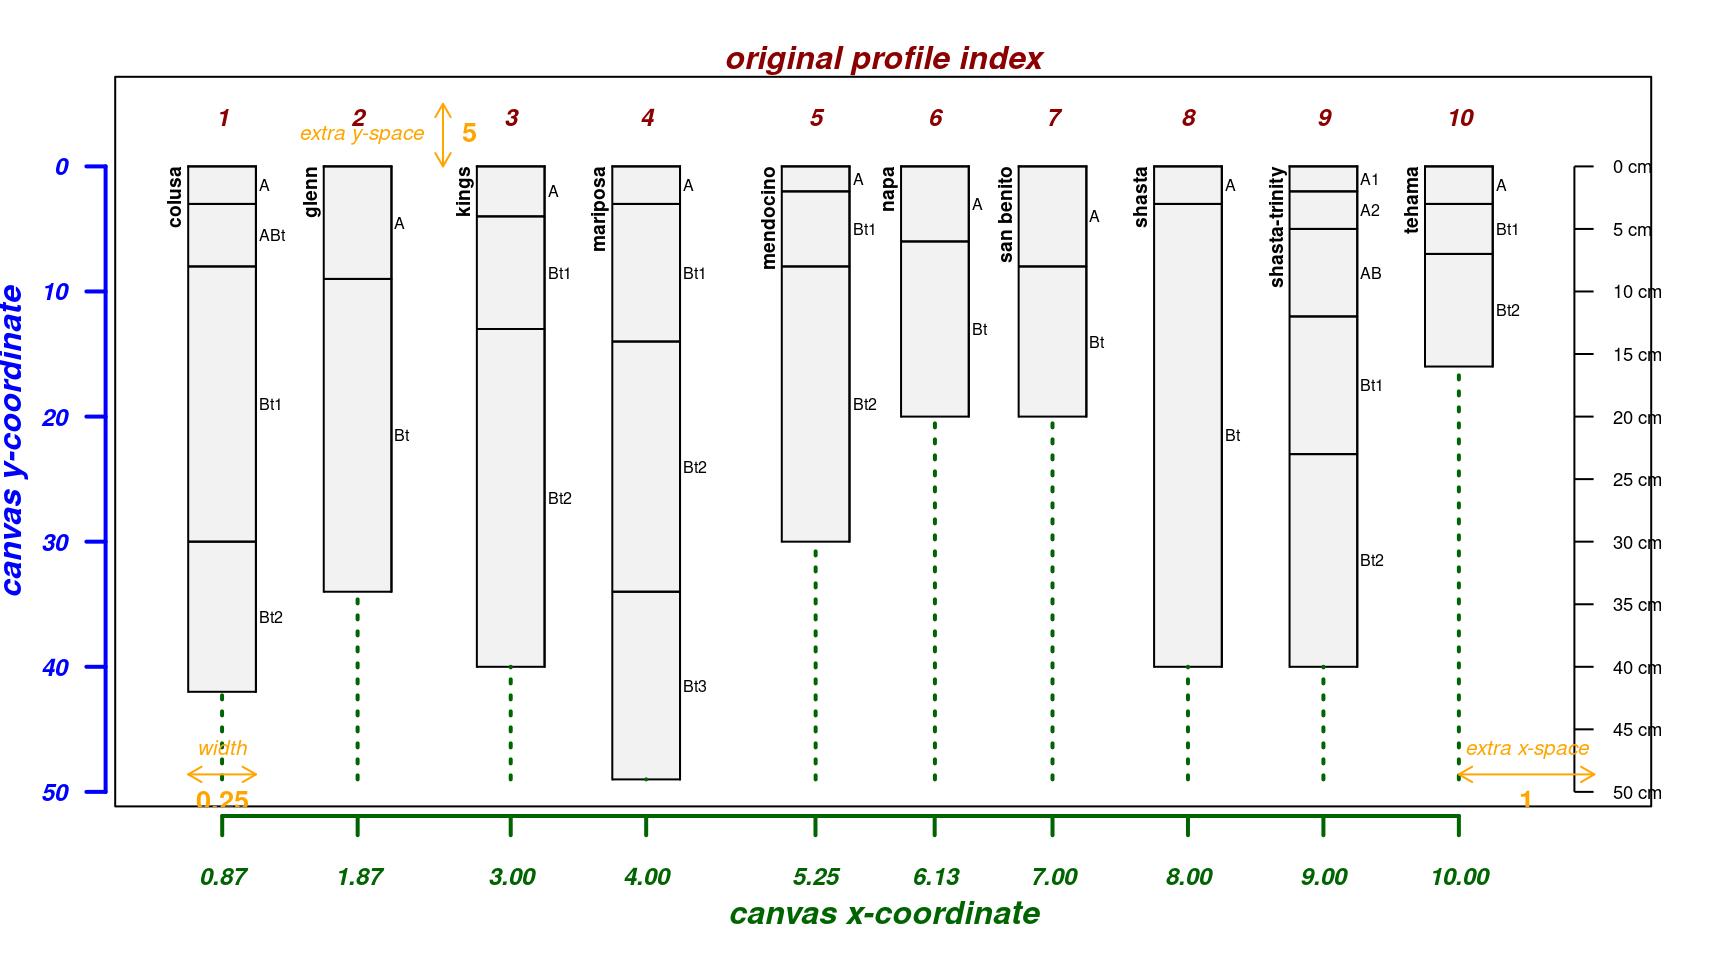 original profile index
1 2 3 4 5 6 7 8 9 10
extra y-space 5
canvas y-coordinate
0
10
20
30
40
50
colusa
A
ABt
Bt1
Bt2
glenn
A
Bt
kings
A
Bt1
Bt2
mariposa
A
Bt1
Bt2
Bt3
mendocino
A
Bt1
Bt2
napa
A
Bt
san benito
A
Bt
shasta
A
Bt
shasta-trinity
A1
A2
AB
Bt1
Bt2
tehama
A
Bt1
Bt2
0 cm
5 cm
10 cm
15 cm
20 cm
25 cm
30 cm
35 cm
40 cm
45 cm
50 cm
width
0.25
extra x-space
1
0.87 1.87 3.00 4.00 5.25 6.13 7.00 8.00 9.00 10.00
canvas x-coordinate